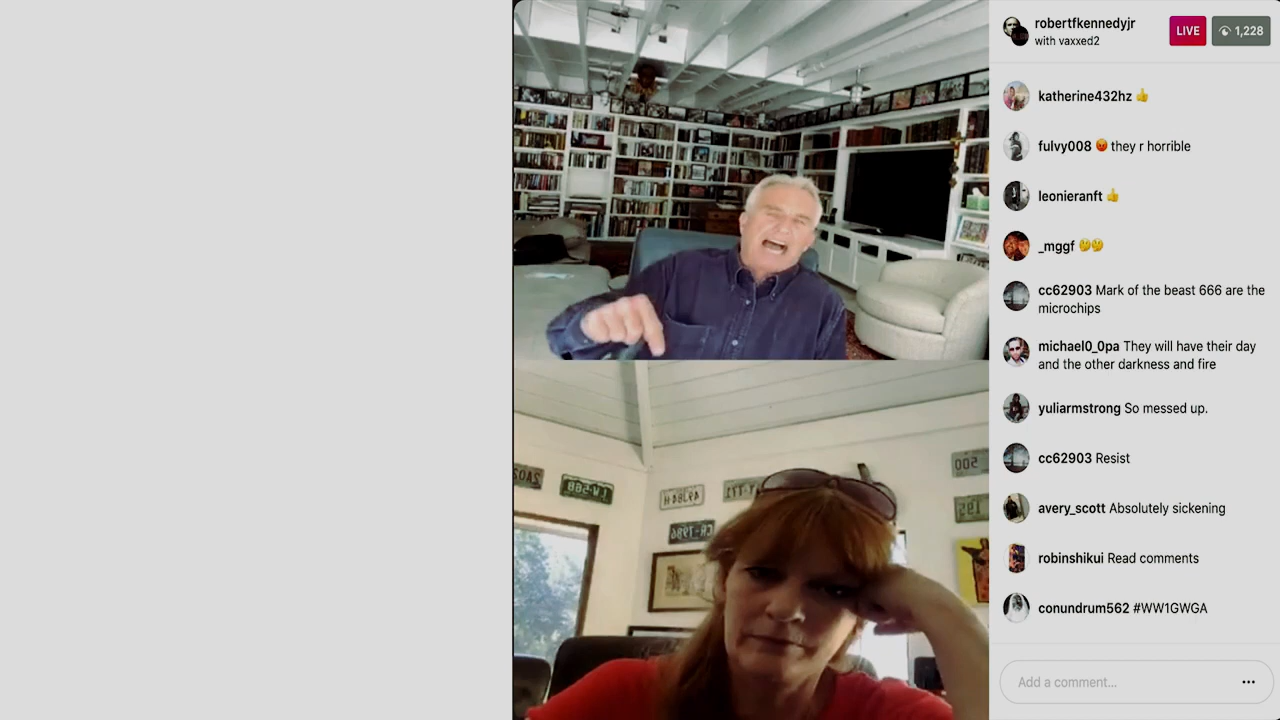 robertfkennedyjr
with vaxxed2
LIVE
1,228
katherine432hz 👍
fulvy008 😡 they r horrible
leonieranft 👍
_mggf 🤔🤔
cc62903 Mark of the beast 666 are the
microchips
michael0_0pa They will have their day
and the other darkness and fire
yuliarmstrong So messed up.
cc62903 Resist
avery_scott Absolutely sickening
robinshikui Read comments
conundrum562 #WW1GWGA
Add a comment...